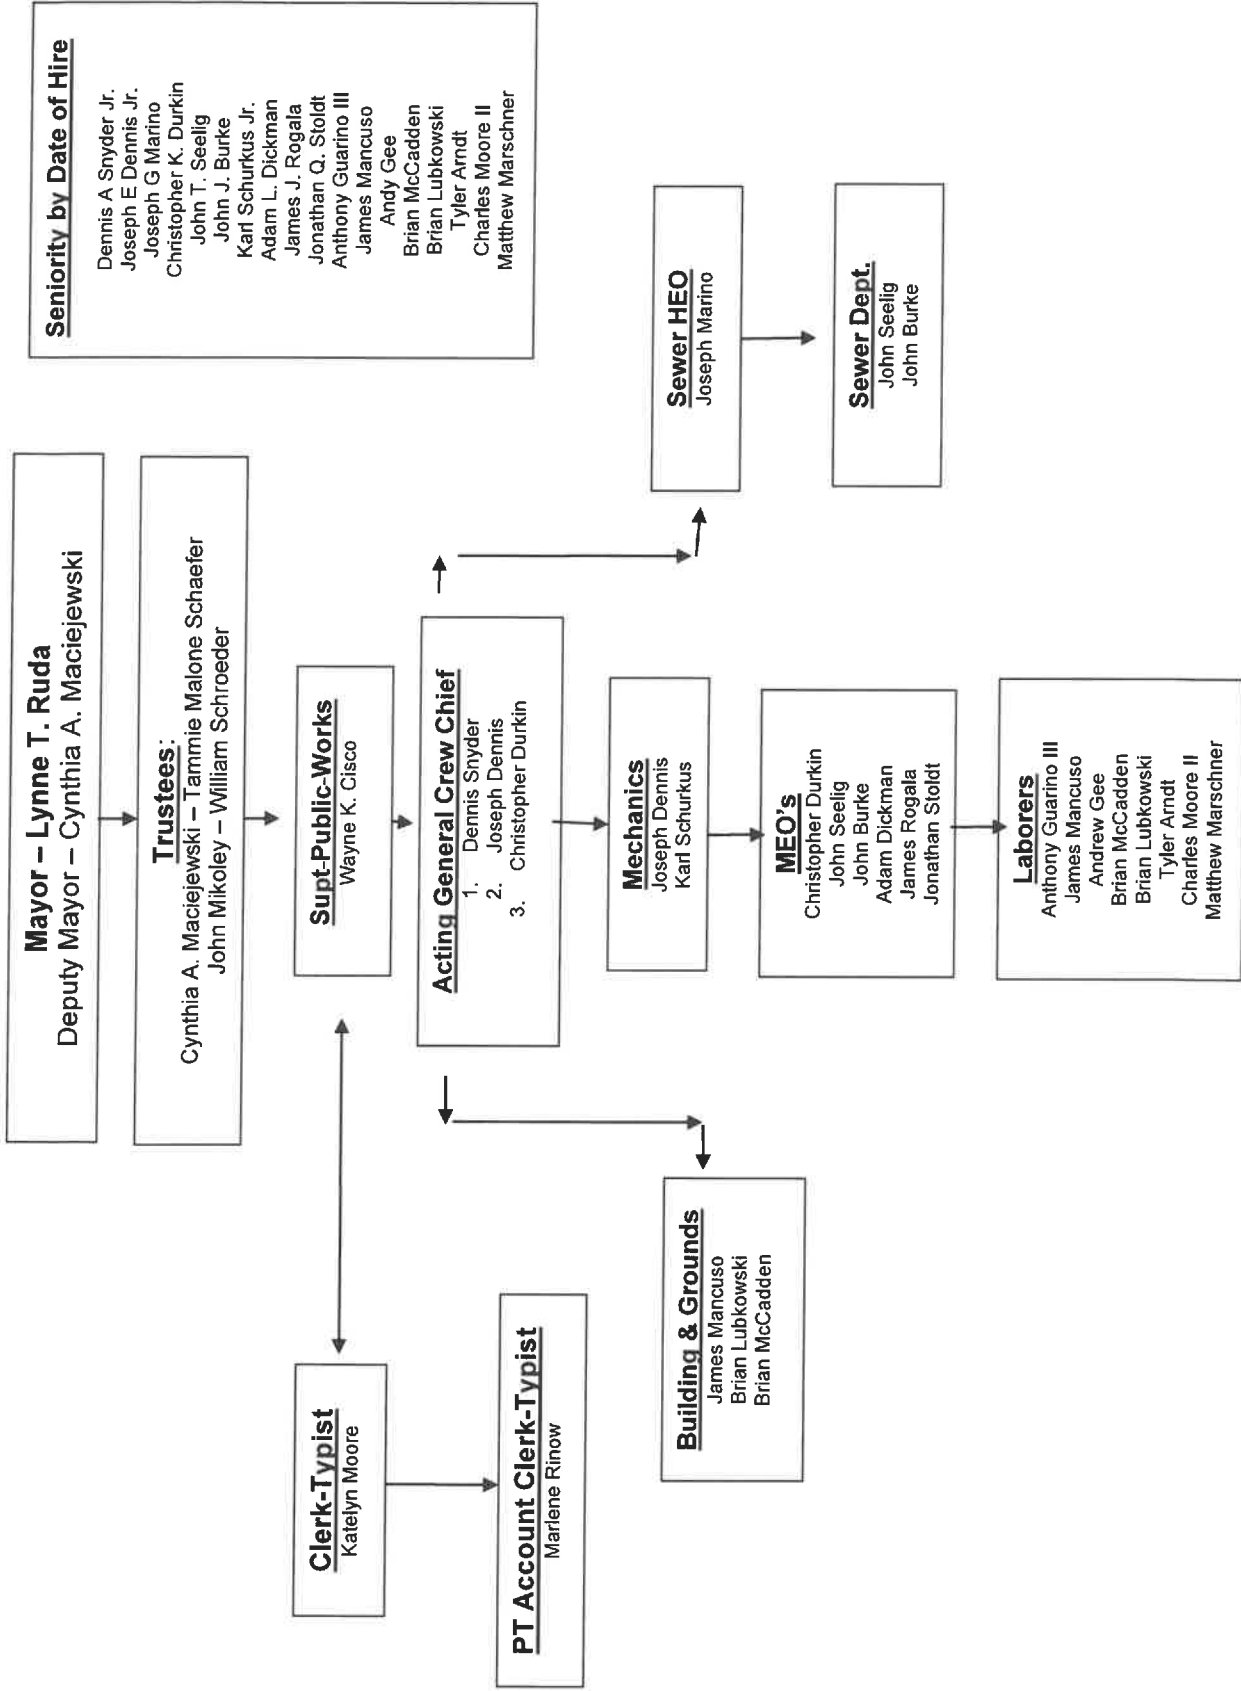 Mayor – Lynne T. Ruda
Deputy Mayor – Cynthia A. Maciejewski
Trustees:
Cynthia A. Maciejewski – Tammie Malone Schaefer
John Mikoley – William Schroeder
Supt-Public-Works
Wayne K. Cisco
Clerk-Typist
Katelyn Moore
PT Account Clerk-Typist
Marlene Rinow
Acting General Crew Chief
1. Dennis Snyder
2. Joseph Dennis
3. Christopher Durkin
Building & Grounds
James Mancuso
Brian Lubkowski
Brian McCadden
Mechanics
Joseph Dennis
Karl Schurkus
MEO's
Christopher Durkin
John Seelig
John Burke
Adam Dickman
James Rogala
Jonathan Stoldt
Laborers
Anthony Guarino III
James Mancuso
Andrew Gee
Brian McCadden
Brian Lubkowski
Tyler Arndt
Charles Moore II
Matthew Marschner
Sewer HEO
Joseph Marino
Sewer Dept.
John Seelig
John Burke
Seniority by Date of Hire
Dennis A Snyder Jr.
Joseph E Dennis Jr.
Joseph G Marino
Christopher K. Durkin
John T. Seelig
John J. Burke
Karl Schurkus Jr.
Adam L. Dickman
James J. Rogala
Jonathan Q. Stoldt
Anthony Guarino III
James Mancuso
Andy Gee
Brian McCadden
Brian Lubkowski
Tyler Arndt
Charles Moore II
Matthew Marschner